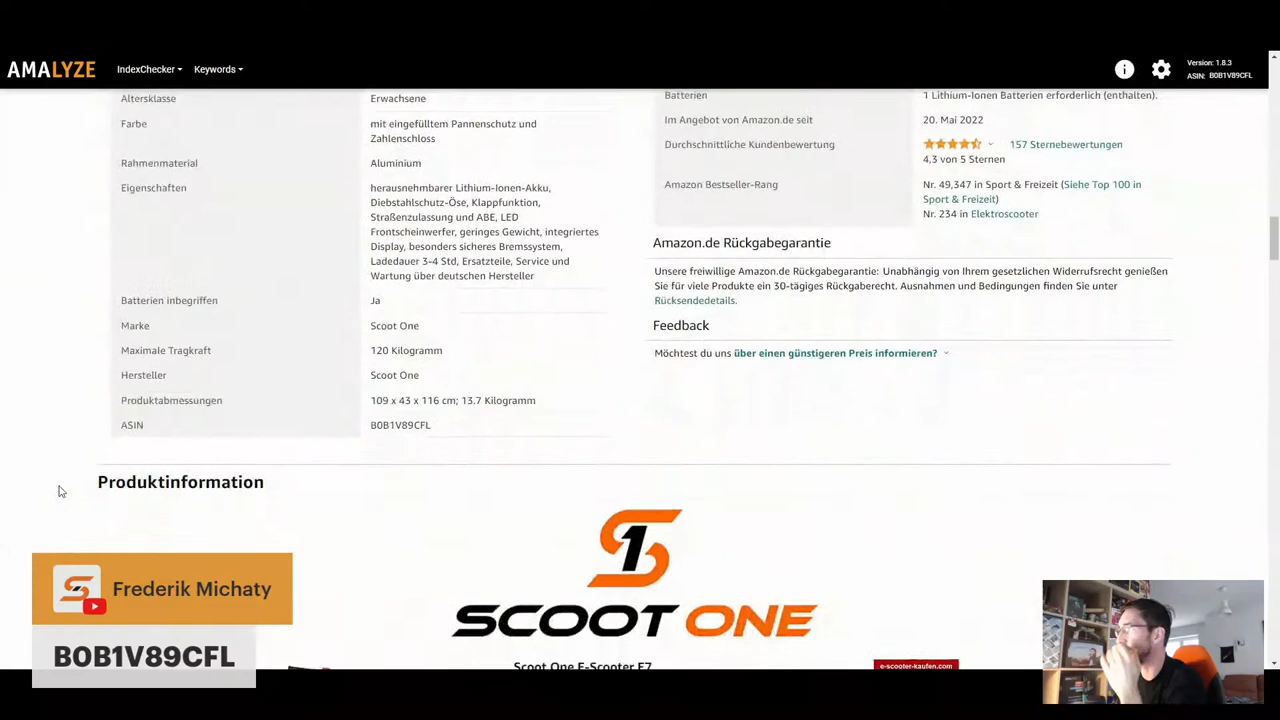 AMALYZE
IndexChecker
Keywords
Version: 1.8.3
ASIN: B0B1V89CFL
Altersklasse
Erwachsene
Farbe
mit eingefülltem Pannenschutz und
Zahlenschloss
Rahmenmaterial
Aluminium
Eigenschaften
herausnehmbarer Lithium-Ionen-Akku,
Diebstahlschutz-Öse, Klappfunktion,
Straßenzulassung und ABE, LED
Frontscheinwerfer, geringes Gewicht, integriertes
Display, besonders sicheres Bremssystem,
Ladedauer 3-4 Std, Ersatzteile, Service und
Wartung über deutschen Hersteller
Batterien inbegriffen
Ja
Marke
Scoot One
Maximale Tragkraft
120 Kilogramm
Hersteller
Scoot One
Produktabmessungen
109 x 43 x 116 cm; 13.7 Kilogramm
ASIN
B0B1V89CFL
Batterien
1 Lithium-Ionen Batterien erforderlich (enthalten).
Im Angebot von Amazon.de seit
20. Mai 2022
Durchschnittliche Kundenbewertung
157 Sternebewertungen
4,3 von 5 Sternen
Amazon Bestseller-Rang
Nr. 49,347 in Sport & Freizeit (Siehe Top 100 in
Sport & Freizeit)
Nr. 234 in Elektroscooter
Amazon.de Rückgabegarantie
Unsere freiwillige Amazon.de Rückgabegarantie: Unabhängig von Ihrem gesetzlichen Widerrufsrecht genießen
Sie für viele Produkte ein 30-tägiges Rückgaberecht. Ausnahmen und Bedingungen finden Sie unter
Rücksendedetails.
Feedback
Möchtest du uns über einen günstigeren Preis informieren?
Produktinformation
SCOOT ONE
Scoot One E-Scooter E7
e-scooter-kaufen.com
Frederik Michaty
B0B1V89CFL